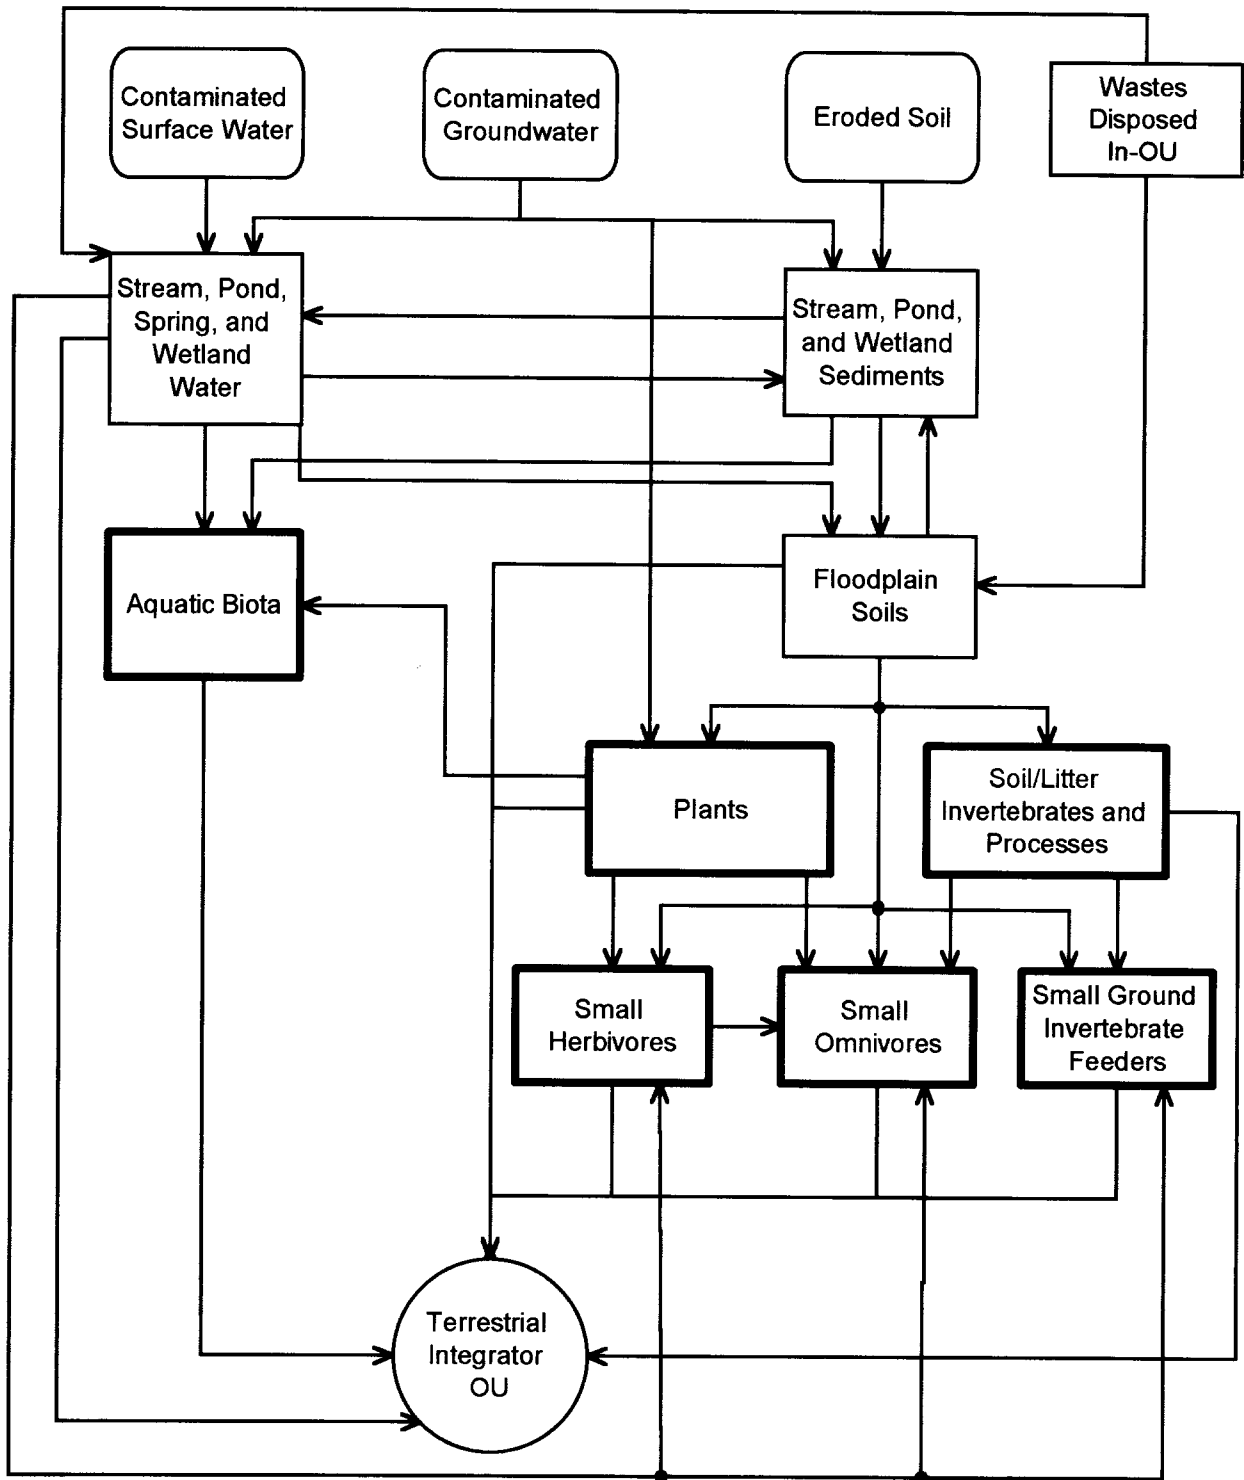 Contaminated
Surface Water
Contaminated
Groundwater
Eroded Soil
Wastes
Disposed
In-OU
Stream, Pond,
Spring, and
Wetland
Water
Stream, Pond,
and Wetland
Sediments
Aquatic Biota
Floodplain
Soils
Plants
Soil/Litter
Invertebrates and
Processes
Small
Herbivores
Small
Omnivores
Small Ground
Invertebrate
Feeders
Terrestrial
Integrator
OU